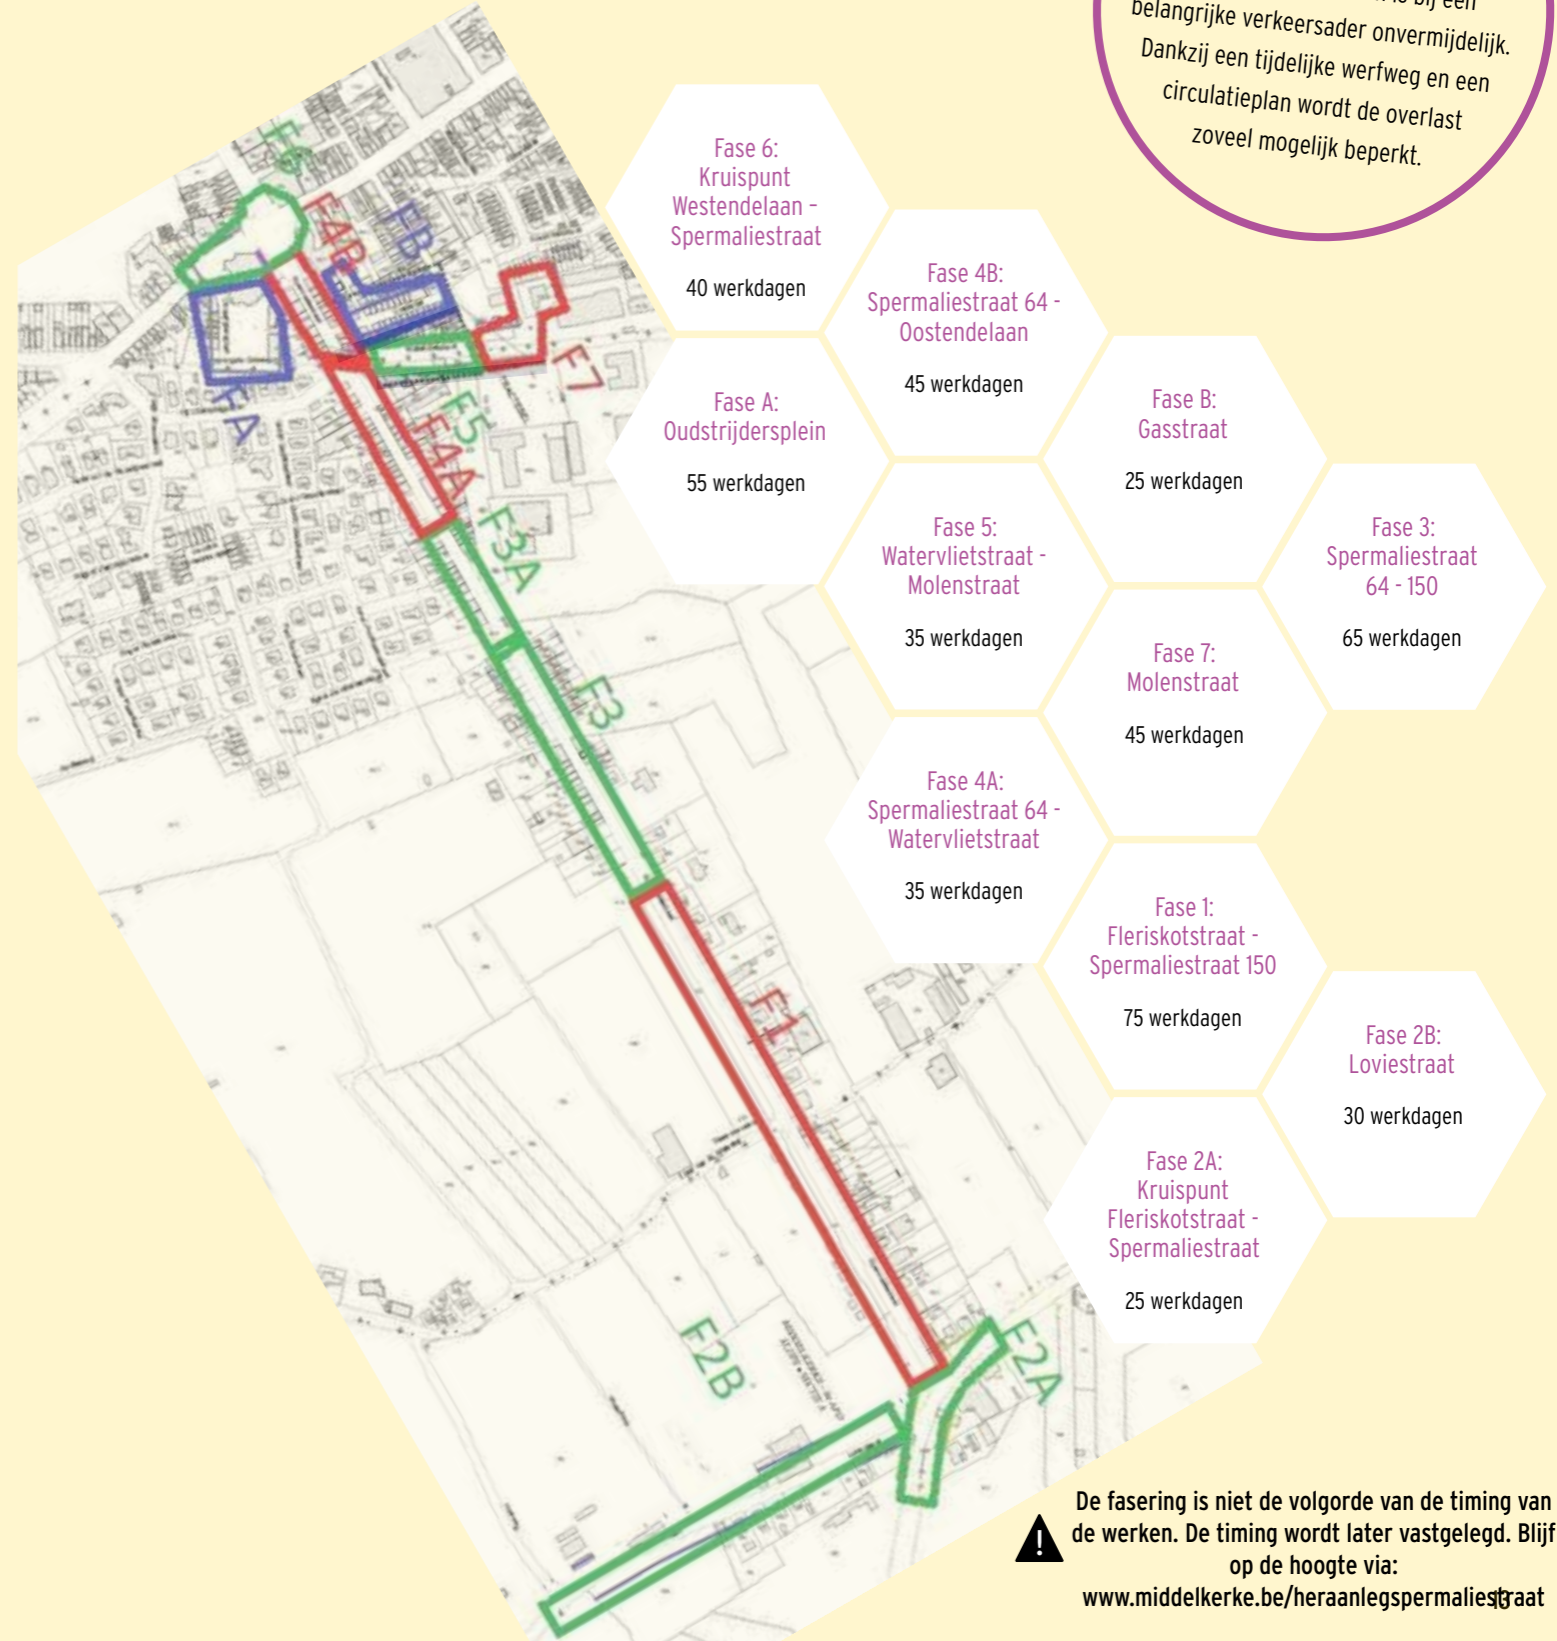 belangrijke verkeersader onvermijdelijk.
Dankzij een tijdelijke werfweg en een
circulatieplan wordt de overlast
zoveel mogelijk beperkt.
Fase 6:
Kruispunt
Westendelaan –
Spermaliestraat
40 werkdagen
Fase 4B:
Spermaliestraat 64 -
Oostendelaan
45 werkdagen
Fase A:
Oudstrijdersplein
55 werkdagen
Fase B:
Gasstraat
25 werkdagen
Fase 5:
Watervlietstraat -
Molenstraat
35 werkdagen
Fase 3:
Spermaliestraat
64 - 150
65 werkdagen
Fase 7:
Molenstraat
45 werkdagen
Fase 4A:
Spermaliestraat 64 -
Watervlietstraat
35 werkdagen
Fase 1:
Fleriskotstraat -
Spermaliestraat 150
75 werkdagen
Fase 2B:
Loviestraat
30 werkdagen
Fase 2A:
Kruispunt
Fleriskotstraat -
Spermaliestraat
25 werkdagen
F6
F4B
FB
FA
F7
F5
F4A
F3A
F3
F1
F2B
F2A
De fasering is niet de volgorde van de timing van
de werken. De timing wordt later vastgelegd. Blijf
op de hoogte via:
www.middelkerke.be/heraanlegspermaliestraat
13